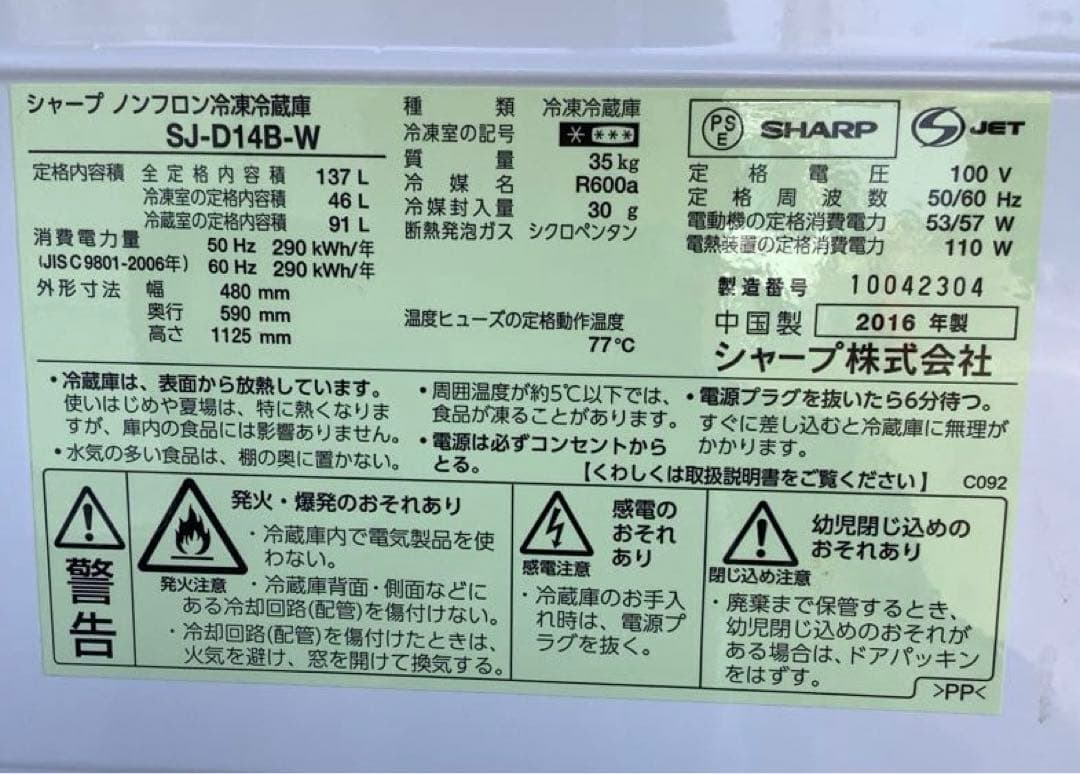 シャープ ノンフロン冷凍冷蔵庫
SJ-D14B-W
定格内容積 全定格内容積 137 L
冷凍室の定格内容積 46 L
冷蔵室の定格内容積 91 L
消費電力量 50 Hz 290 kWh/年
(JIS C 9801-2006年) 60 Hz 290 kWh/年
外形寸法 幅 480 mm
奥行 590 mm
高さ 1125 mm
種類 冷凍冷蔵庫
冷凍室の記号 * ***
質量 35 kg
冷媒名 R600a
冷媒封入量 30 g
断熱発泡ガス シクロペンタン
温度ヒューズの定格動作温度
77℃
PS
E
SHARP
S JET
定格電圧 100 V
定格周波数 50/60 Hz
電動機の定格消費電力 53/57 W
電熱装置の定格消費電力 110 W
製造番号 10042304
中国製 2016 年製
シャープ株式会社
・冷蔵庫は、表面から放熱しています。
使いはじめや夏場は、特に熱くなりま
すが、庫内の食品には影響ありません。
・水気の多い食品は、棚の奥に置かない。
・周囲温度が約5℃以下では、
食品が凍ることがあります。
・電源は必ずコンセントから
とる。
・電源プラグを抜いたら6分待つ。
すぐに差し込むと冷蔵庫に無理が
かかります。
【くわしくは取扱説明書をご覧ください】 C092
警告
発火・爆発のおそれあり
発火注意
・冷蔵庫内で電気製品を使
わない。
・冷蔵庫背面・側面などに
ある冷却回路(配管)を傷付けない。
・冷却回路(配管)を傷付けたときは、
火気を避け、窓を開けて換気する。
感電の
おそれ
あり
感電注意
・冷蔵庫のお手入
れ時は、電源プ
ラグを抜く。
幼児閉じ込めの
おそれあり
閉じ込め注意
・廃棄まで保管するとき、
幼児閉じ込めのおそれが
ある場合は、ドアパッキン
をはずす。
>PP<